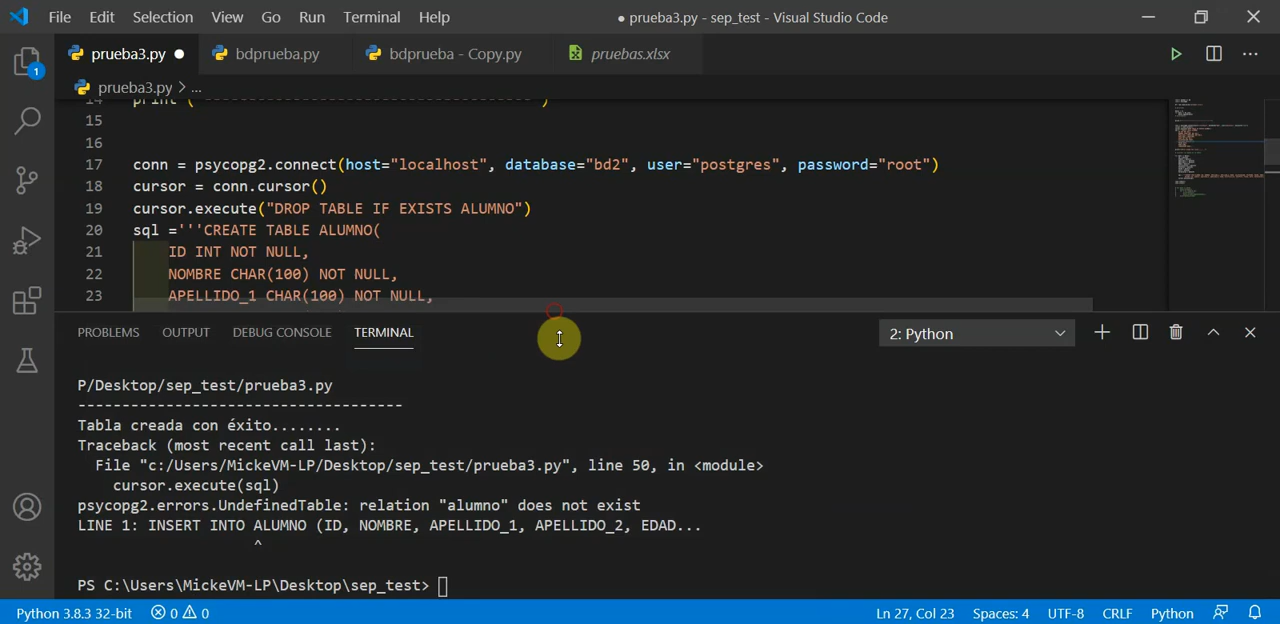 File Edit Selection View Go Run Terminal Help ● prueba3.py - sep_test - Visual Studio Code
prueba3.py ● bdprueba.py bdprueba - Copy.py pruebas.xlsx
1
prueba3.py > ...
14 print ("-------------------------------------")
15
16
17 conn = psycopg2.connect(host="localhost", database="bd2", user="postgres", password="root")
18 cursor = conn.cursor()
19 cursor.execute("DROP TABLE IF EXISTS ALUMNO")
20 sql ='''CREATE TABLE ALUMNO(
21 ID INT NOT NULL,
22 NOMBRE CHAR(100) NOT NULL,
23 APELLIDO_1 CHAR(100) NOT NULL,
PROBLEMS OUTPUT DEBUG CONSOLE TERMINAL 2: Python
P/Desktop/sep_test/prueba3.py
-------------------------------------
Tabla creada con éxito........
Traceback (most recent call last):
File "c:/Users/MickeVM-LP/Desktop/sep_test/prueba3.py", line 50, in <module>
cursor.execute(sql)
psycopg2.errors.UndefinedTable: relation "alumno" does not exist
LINE 1: INSERT INTO ALUMNO (ID, NOMBRE, APELLIDO_1, APELLIDO_2, EDAD...
^
PS C:\Users\MickeVM-LP\Desktop\sep_test>
Python 3.8.3 32-bit 0 0 Ln 27, Col 23 Spaces: 4 UTF-8 CRLF Python